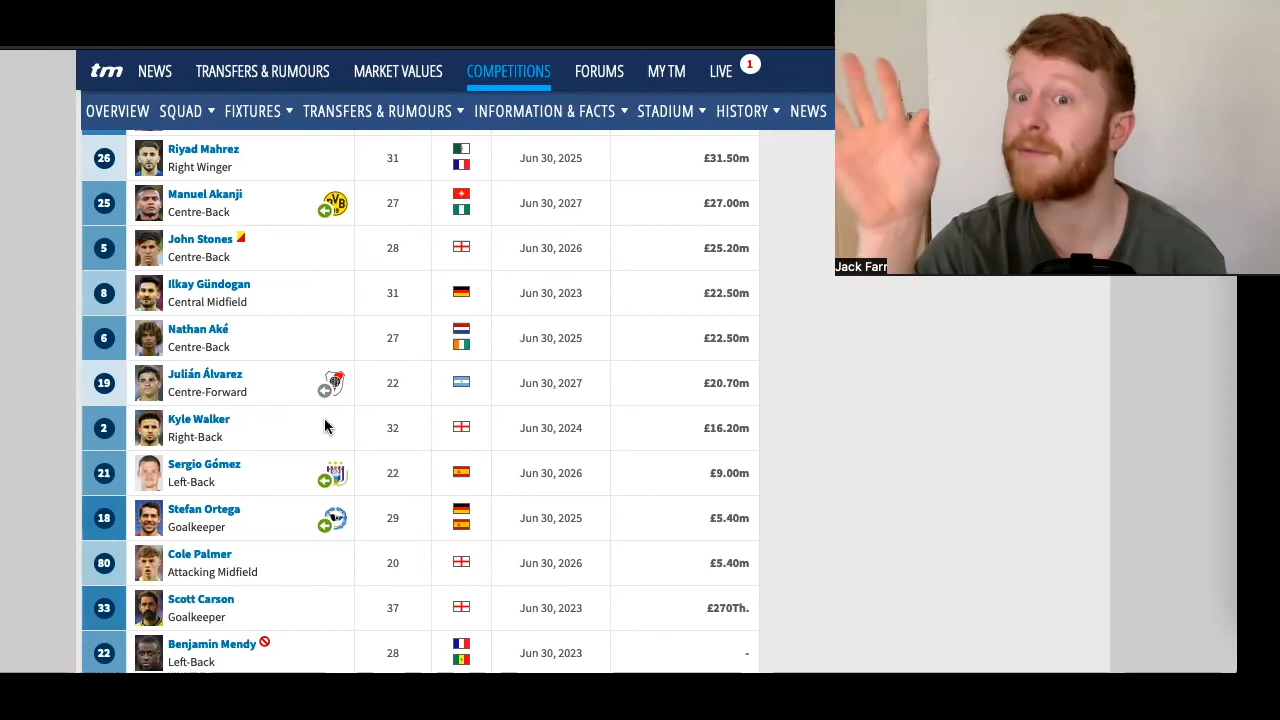 tm NEWS TRANSFERS & RUMOURS MARKET VALUES COMPETITIONS FORUMS MY TM LIVE 1
OVERVIEW SQUAD FIXTURES TRANSFERS & RUMOURS INFORMATION & FACTS STADIUM HISTORY NEWS
26 Riyad Mahrez 31 Jun 30, 2025 £31.50m
Right Winger
25 Manuel Akanji 27 Jun 30, 2027 £27.00m
Centre-Back
5 John Stones 28 Jun 30, 2026 £25.20m
Centre-Back
8 Ilkay Gündogan 31 Jun 30, 2023 £22.50m
Central Midfield
6 Nathan Aké 27 Jun 30, 2025 £22.50m
Centre-Back
19 Julián Álvarez 22 Jun 30, 2027 £20.70m
Centre-Forward
2 Kyle Walker 32 Jun 30, 2024 £16.20m
Right-Back
21 Sergio Gómez 22 Jun 30, 2026 £9.00m
Left-Back
18 Stefan Ortega 29 Jun 30, 2025 £5.40m
Goalkeeper
80 Cole Palmer 20 Jun 30, 2026 £5.40m
Attacking Midfield
33 Scott Carson 37 Jun 30, 2023 £270Th.
Goalkeeper
22 Benjamin Mendy 28 Jun 30, 2023 -
Left-Back
Jack Farr